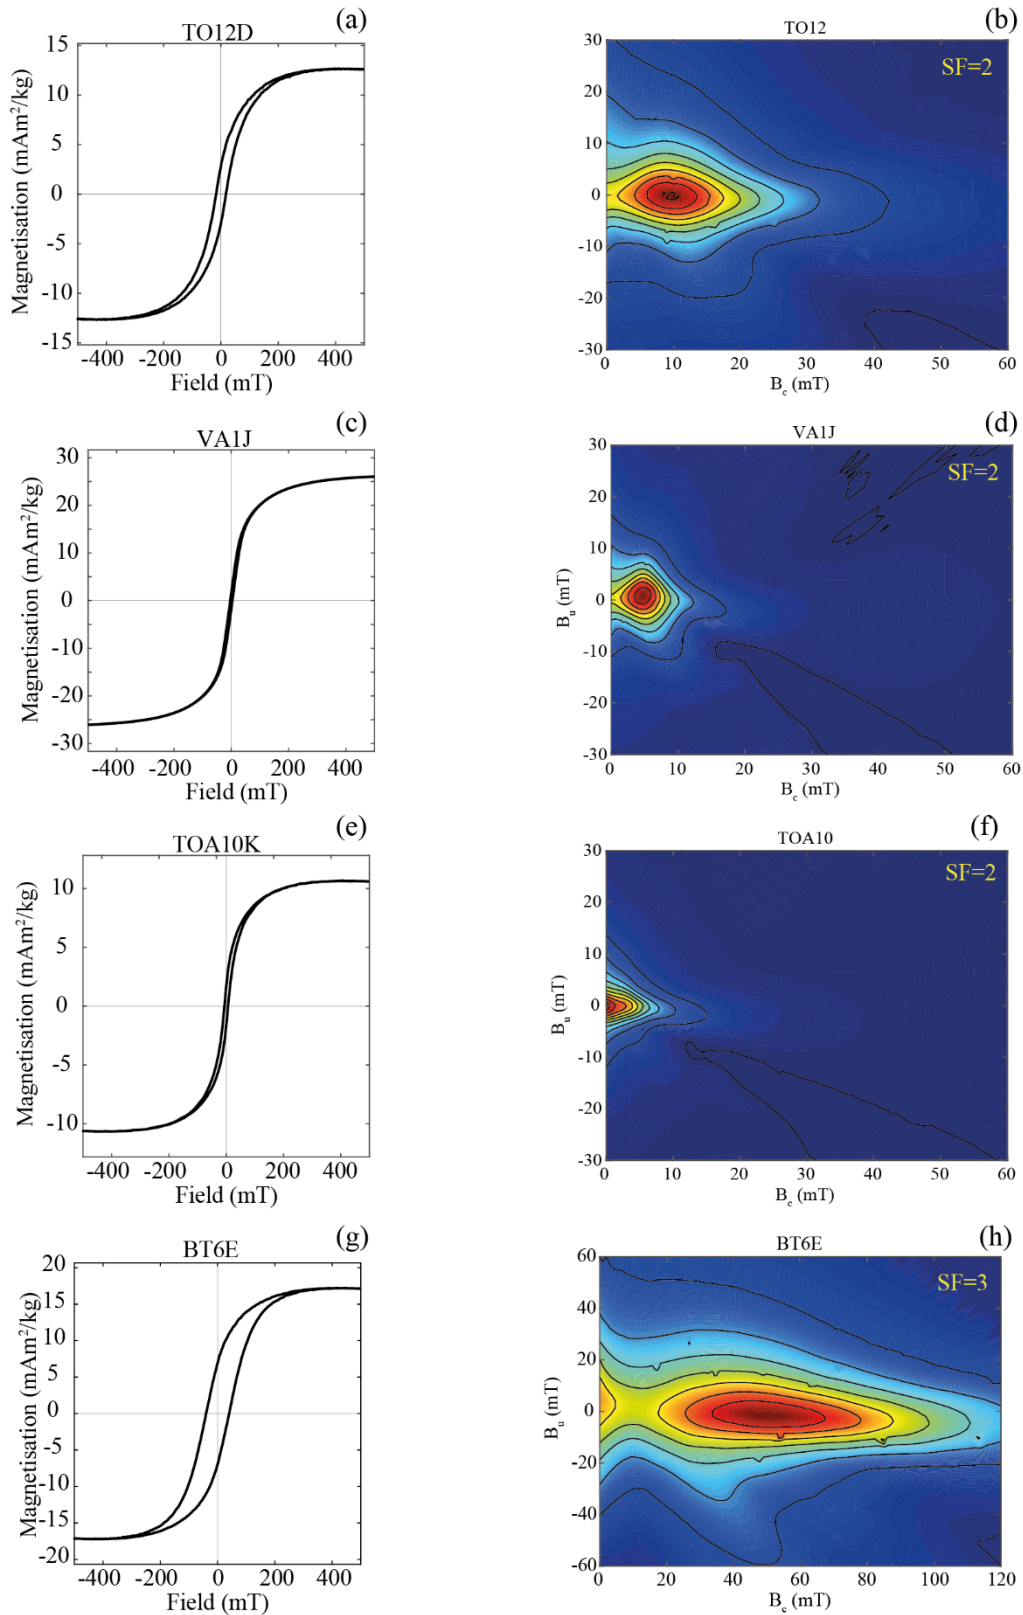 (a)
TO12D
Magnetisation (mAm²/kg)
15
10
5
0
-5
-10
-15
-400 -200 0 200 400
Field (mT)
(b)
TO12
SF=2
30
20
10
0
-10
-20
-30
0 10 20 30 40 50 60
B_c (mT)
(c)
VA1J
Magnetisation (mAm²/kg)
30
20
10
0
-10
-20
-30
-400 -200 0 200 400
Field (mT)
(d)
VA1J
SF=2
B_u (mT)
30
20
10
0
-10
-20
-30
0 10 20 30 40 50 60
B_c (mT)
(e)
TOA10K
Magnetisation (mAm²/kg)
10
5
0
-5
-10
-400 -200 0 200 400
Field (mT)
(f)
TOA10
SF=2
B_u (mT)
30
20
10
0
-10
-20
-30
0 10 20 30 40 50 60
B_c (mT)
(g)
BT6E
Magnetisation (mAm²/kg)
20
15
10
5
0
-5
-10
-15
-20
-400 -200 0 200 400
Field (mT)
(h)
BT6E
SF=3
B_u (mT)
60
40
20
0
-20
-40
-60
0 20 40 60 80 100 120
B_c (mT)